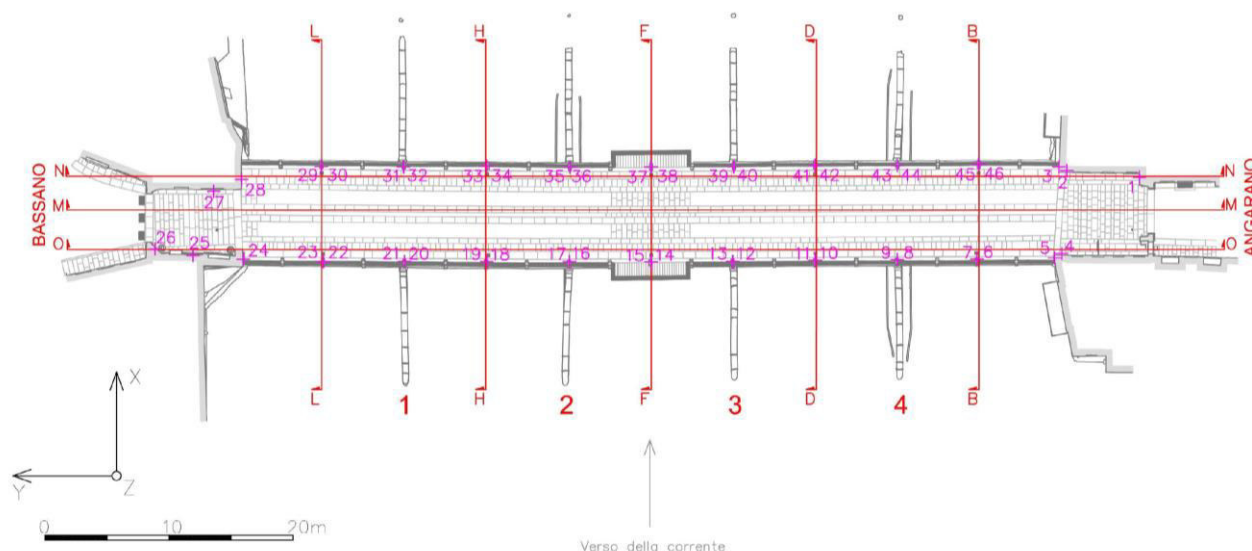 L H F D B
BASSANO N 29 30 31 32 33 34 35 36 37 38 39 40 41 42 43 44 45 46 3 2 1 N ANGARANO
28
27
M M
26 25 O 24 23 22 21 20 19 18 17 16 15 14 13 12 11 10 9 8 7 6 5 4 O
L H F D B
1 2 3 4
X
Y
Z
0 10 20m
Verso della corrente